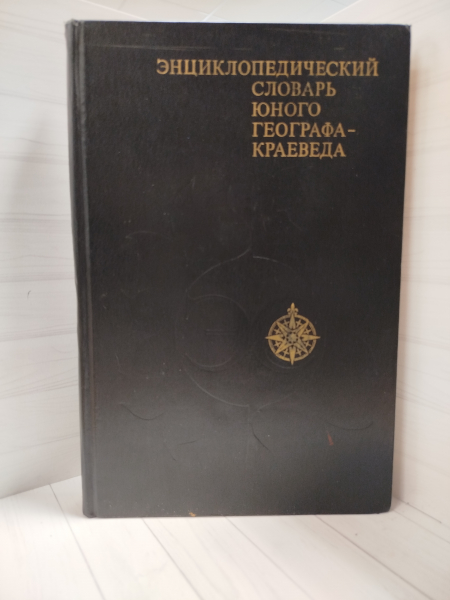 ЭНЦИКЛОПЕДИЧЕСКИЙ
СЛОВАРЬ
ЮНОГО
ГЕОГРАФА-
КРАЕВЕДА